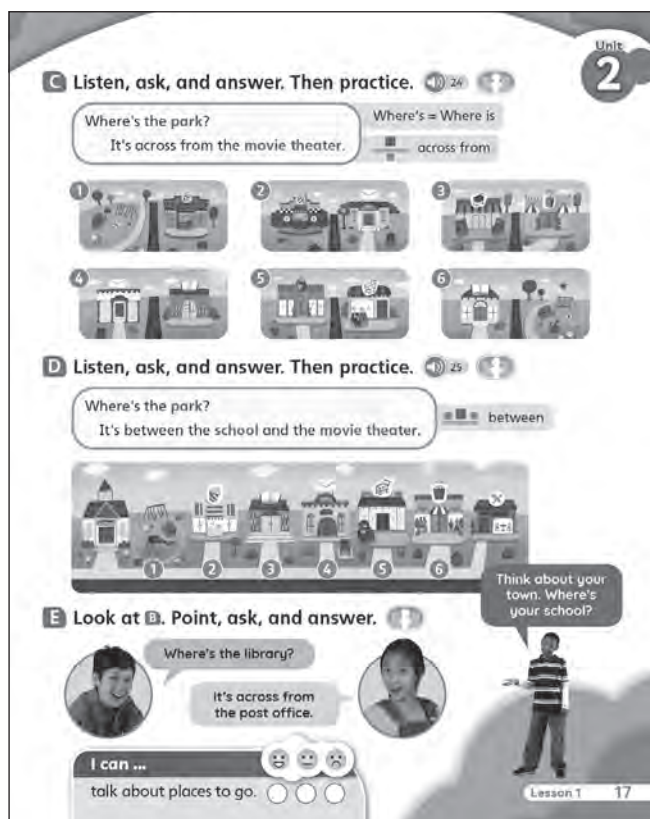 Unit
2
C Listen, ask, and answer. Then practice. 24
Where's the park?
It's across from the movie theater.
Where's = Where is
across from
1
2
3
4
5
6
D Listen, ask, and answer. Then practice. 25
Where's the park?
It's between the school and the movie theater.
between
1 2 3 4 5 6
Think about your
town. Where's
your school?
E Look at B. Point, ask, and answer.
Where's the library?
It's across from
the post office.
I can ...
talk about places to go.
Lesson 1 17